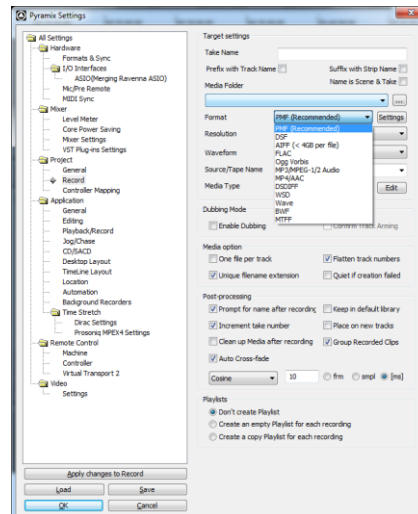 Pyramix Settings
All Settings
Hardware
Formats & Sync
I/O Interfaces
ASIO(Merging Ravenna ASIO)
Mic/Pre Remote
MIDI Sync
Mixer
Level Meter
Core Power Saving
Mixer Settings
VST Plug-ins Settings
Project
General
Record
Controller Mapping
Application
General
Editing
Playback/Record
Jog/Chase
CD/SACD
Desktop Layout
TimeLine Layout
Location
Automation
Background Recorders
Time Stretch
Dirac Settings
Prosoniq MPEX4 Settings
Remote Control
Machine
Controller
Virtual Transport 2
Video
Settings
Apply changes to Record
Load Save
OK Cancel
Target settings
Take Name
Prefix with Track Name Suffix with Strip Name
Media Folder Name is Scene & Take
...
Format PMF (Recommended) Settings
PMF (Recommended)
Resolution DSF
AIFF (< 4GB per file)
Waveform FLAC
Ogg Vorbis
Source/Tape Name MP3/MPEG-1/2 Audio
MP4/AAC
Media Type DSDIFF Edit
WSD
Wave
Dubbing Mode BWF
MTFF
Enable Dubbing Confirm Track Arming
Media option
One file per track Flatten track numbers
Unique filename extension Quiet if creation failed
Post-processing
Prompt for name after recording Keep in default library
Increment take number Place on new tracks
Clean up Media after recording Group Recorded Clips
Auto Cross-fade
Cosine 10 frm smpl [ms]
Playlists
Don't create Playlist
Create an empty Playlist for each recording
Create a copy Playlist for each recording